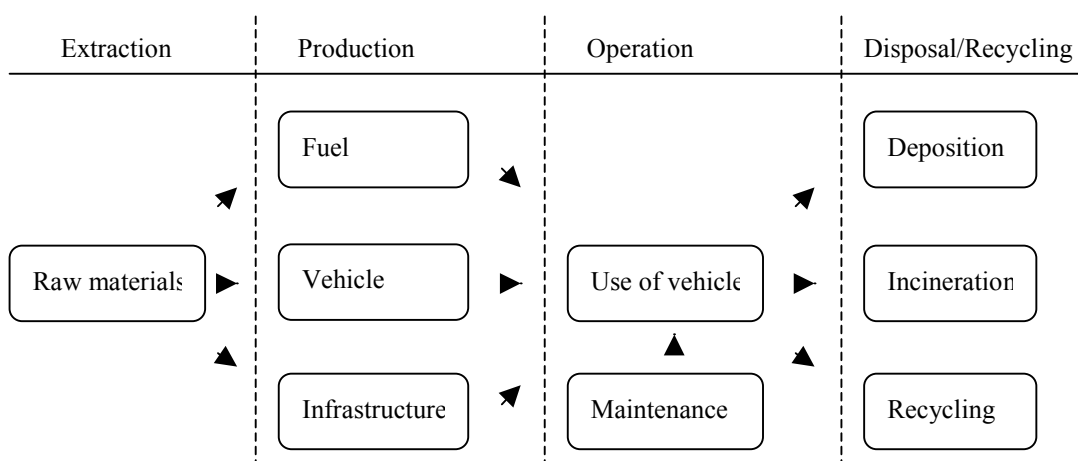 Extraction
Production
Operation
Disposal/Recycling
Fuel
Deposition
Raw materials
Vehicle
Use of vehicle
Incineration
Infrastructure
Maintenance
Recycling